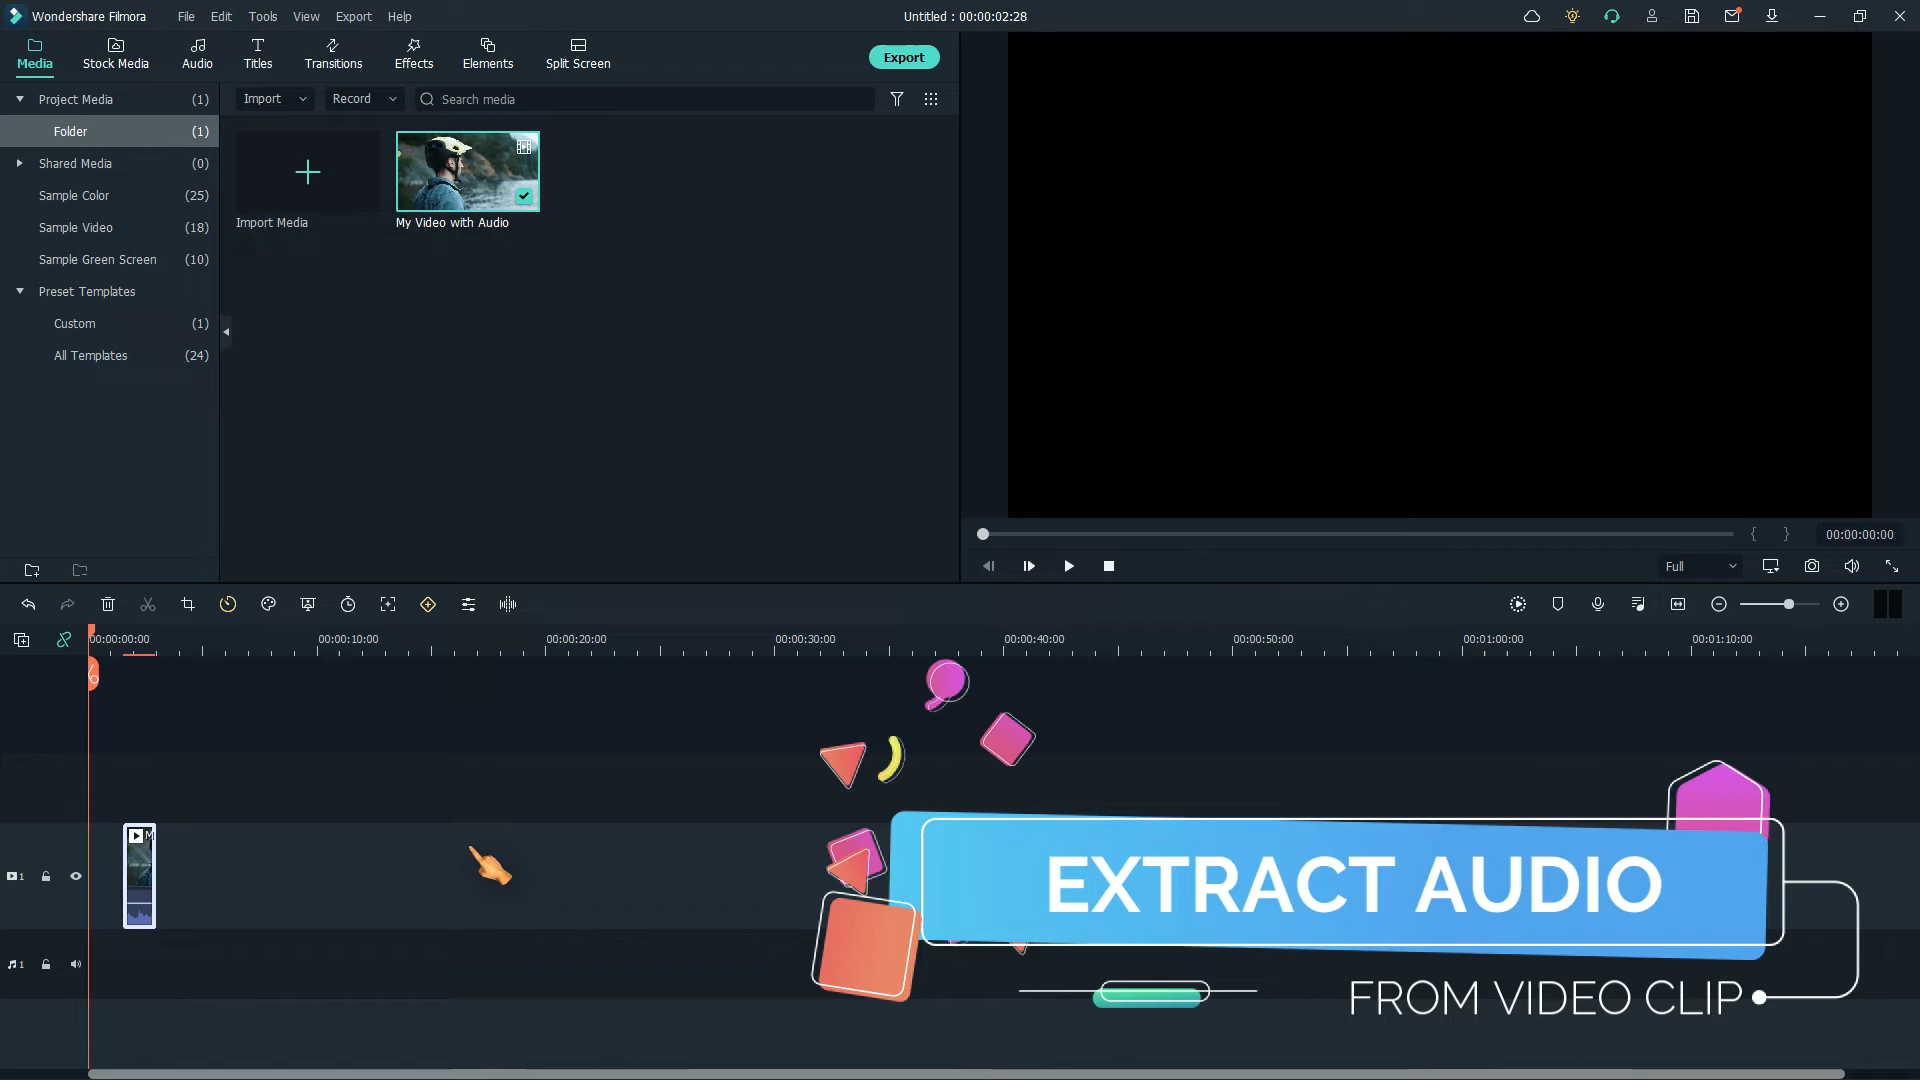 Wondershare Filmora File Edit Tools View Export Help
Untitled : 00:00:02:28
Media Stock Media Audio Titles Transitions Effects Elements Split Screen
Export
Project Media (1)
Folder (1)
Shared Media (0)
Sample Color (25)
Sample Video (18)
Sample Green Screen (10)
Preset Templates
Custom (1)
All Templates (24)
Import Record Search media
Import Media
My Video with Audio
{ } 00:00:00:00
Full
00:00:00:00 00:00:10:00 00:00:20:00 00:00:30:00 00:00:40:00 00:00:50:00 00:01:00:00 00:01:10:00
M
1
1
EXTRACT AUDIO
FROM VIDEO CLIP